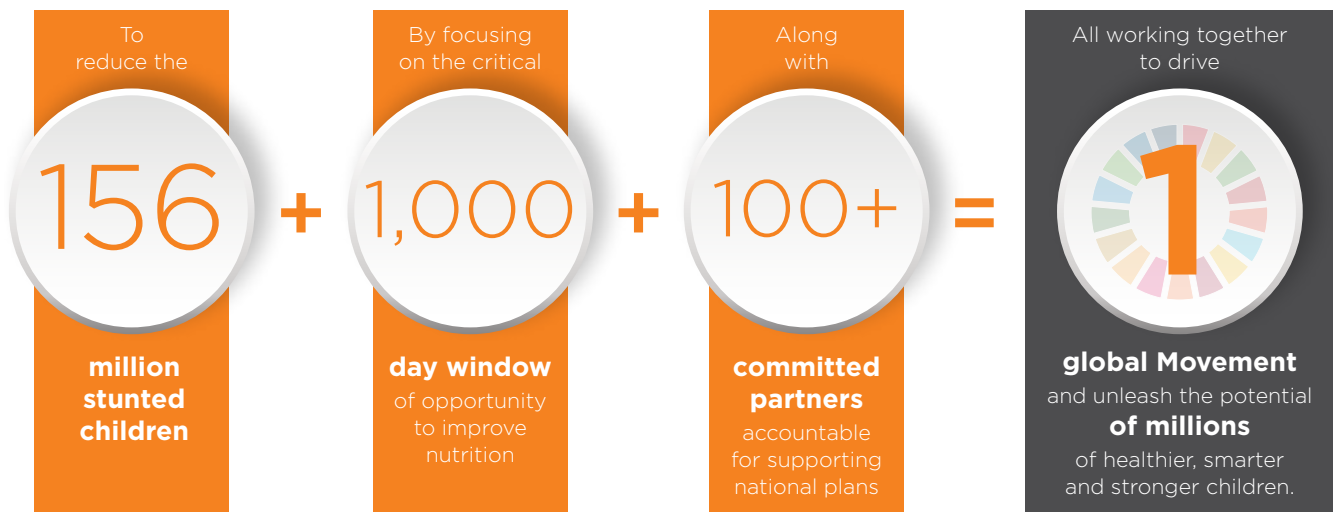 To
reduce the
156
million
stunted
children
+
By focusing
on the critical
1,000
day window
of opportunity
to improve
nutrition
+
Along
with
100+
committed
partners
accountable
for supporting
national plans
=
All working together
to drive
1
global Movement
and unleash the potential
of millions
of healthier, smarter
and stronger children.